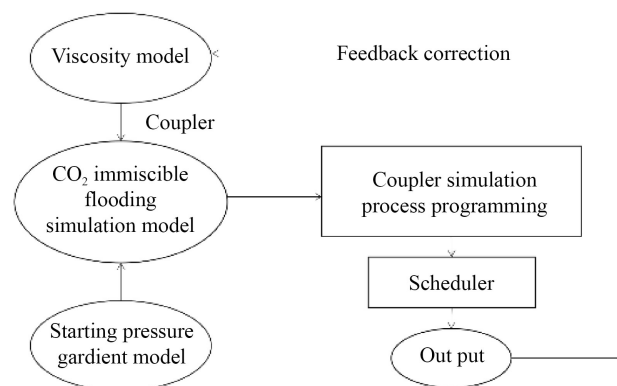 Viscosity model
Feedback correction
Coupler
CO₂ immiscible
flooding
simulation model
Coupler simulation
process programming
Scheduler
Starting pressure
gardient model
Out put